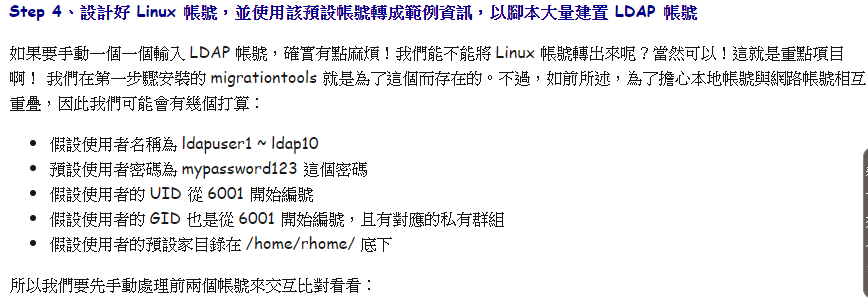 Step 4、設計好 Linux 帳號，並使用該預設帳號轉成範例資訊，以腳本大量建置 LDAP 帳號
如果要手動一個一個輸入 LDAP 帳號，確實有點麻煩！我們能不能將 Linux 帳號轉出來呢？當然可以！這就是重點項目
啊！ 我們在第一步驟安裝的 migrationtools 就是為了這個而存在的。不過，如前所述，為了擔心本地帳號與網路帳號相互
重疊，因此我們可能會有幾個打算：
假設使用者名稱為 ldapuser1 ~ ldap10
預設使用者密碼為 mypassword123 這個密碼
假設使用者的 UID 從 6001 開始編號
假設使用者的 GID 也是從 6001 開始編號，且有對應的私有群組
假設使用者的預設家目錄在 /home/rhome/ 底下
所以我們要先手動處理前兩個帳號來交互比對看看：